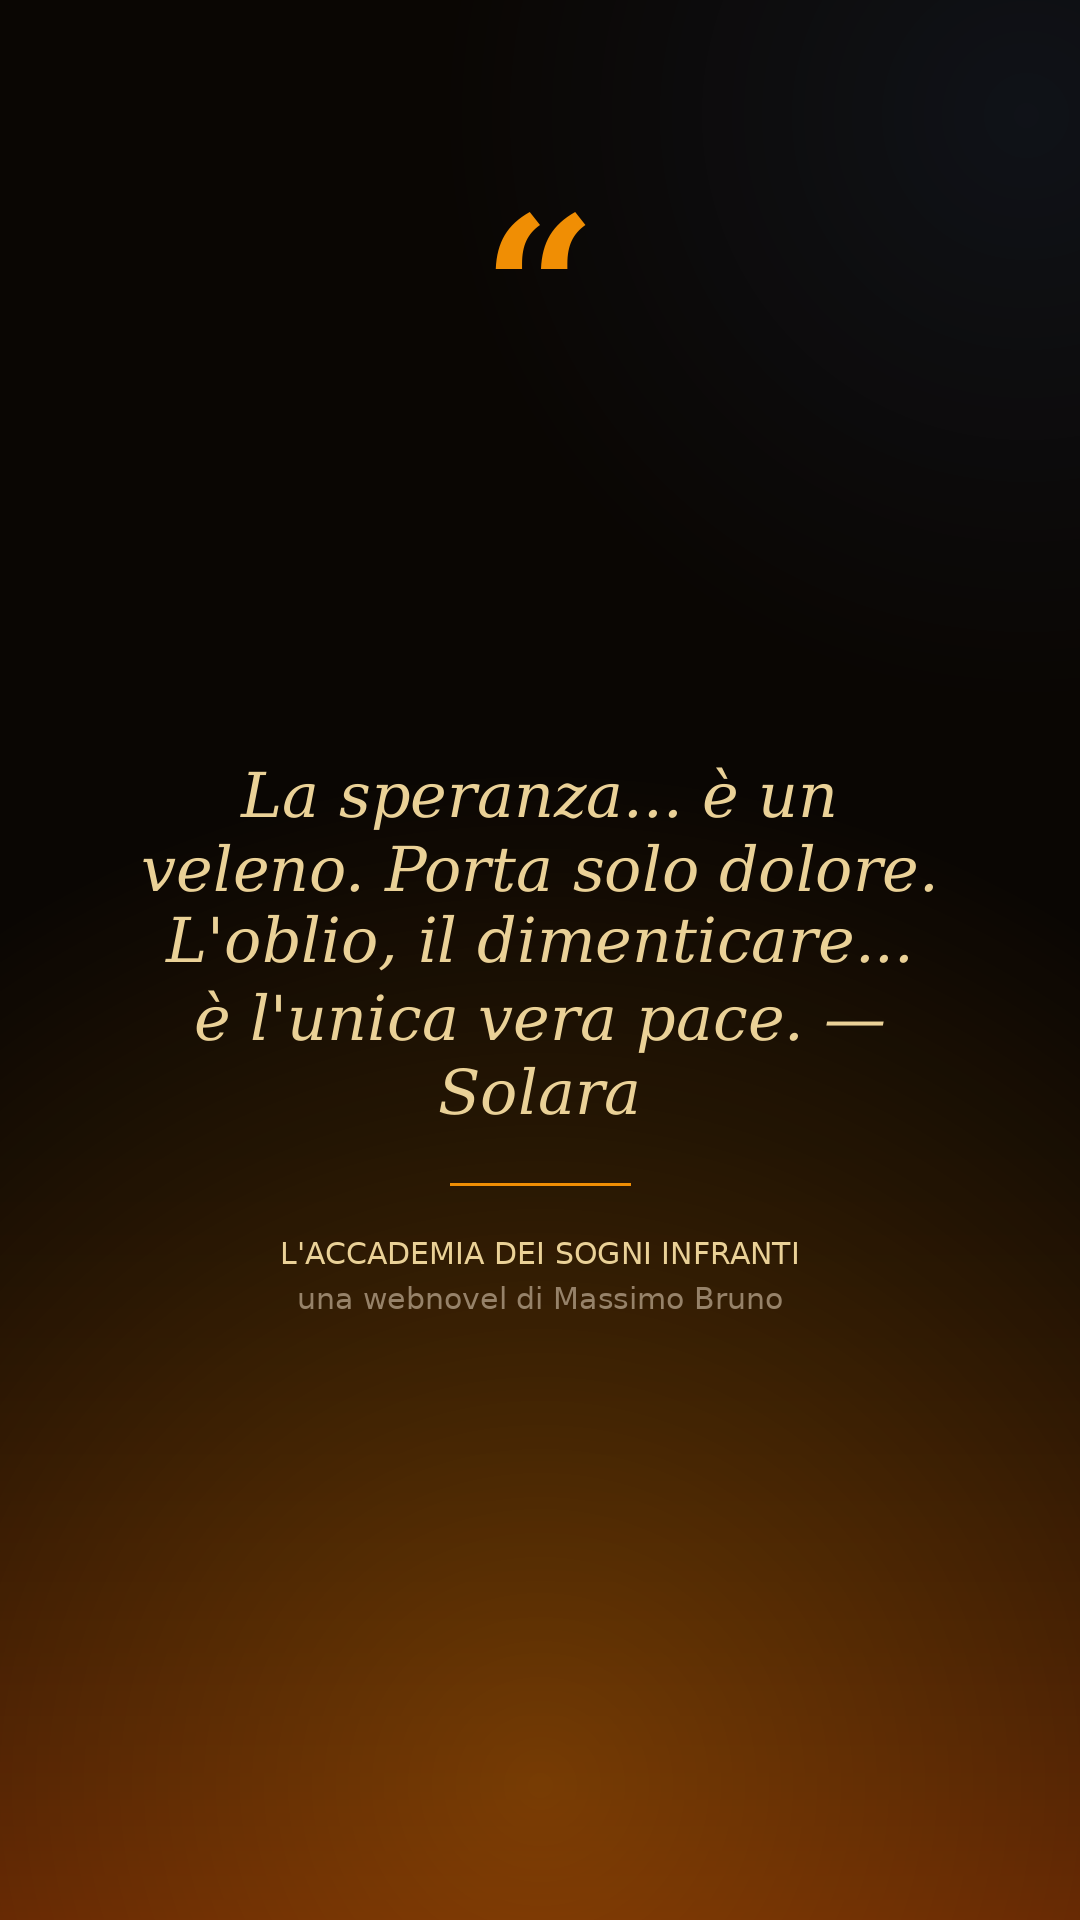 “
La speranza... è un
veleno. Porta solo dolore.
L'oblio, il dimenticare...
è l'unica vera pace. —
Solara
L'ACCADEMIA DEI SOGNI INFRANTI
una webnovel di Massimo Bruno